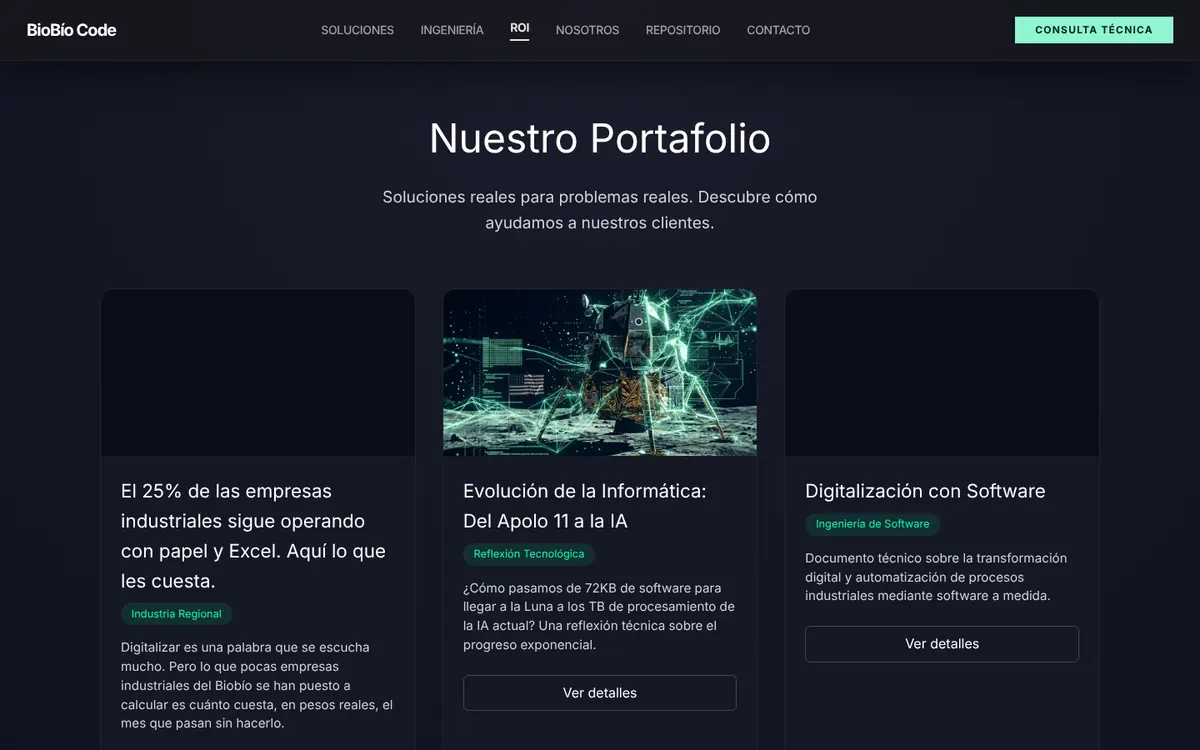 BioBío Code
SOLUCIONES
INGENIERÍA
ROI
NOSOTROS
REPOSITORIO
CONTACTO
CONSULTA TÉCNICA
Nuestro Portafolio
Soluciones reales para problemas reales. Descubre cómo
ayudamos a nuestros clientes.
El 25% de las empresas
industriales sigue operando
con papel y Excel. Aquí lo que
les cuesta.
Industria Regional
Digitalizar es una palabra que se escucha
mucho. Pero lo que pocas empresas
industriales del Biobío se han puesto a
calcular es cuánto cuesta, en pesos reales, el
mes que pasan sin hacerlo.
Evolución de la Informática:
Del Apolo 11 a la IA
Reflexión Tecnológica
¿Cómo pasamos de 72KB de software para
llegar a la Luna a los TB de procesamiento de
la IA actual? Una reflexión técnica sobre el
progreso exponencial.
Ver detalles
Digitalización con Software
Ingeniería de Software
Documento técnico sobre la transformación
digital y automatización de procesos
industriales mediante software a medida.
Ver detalles